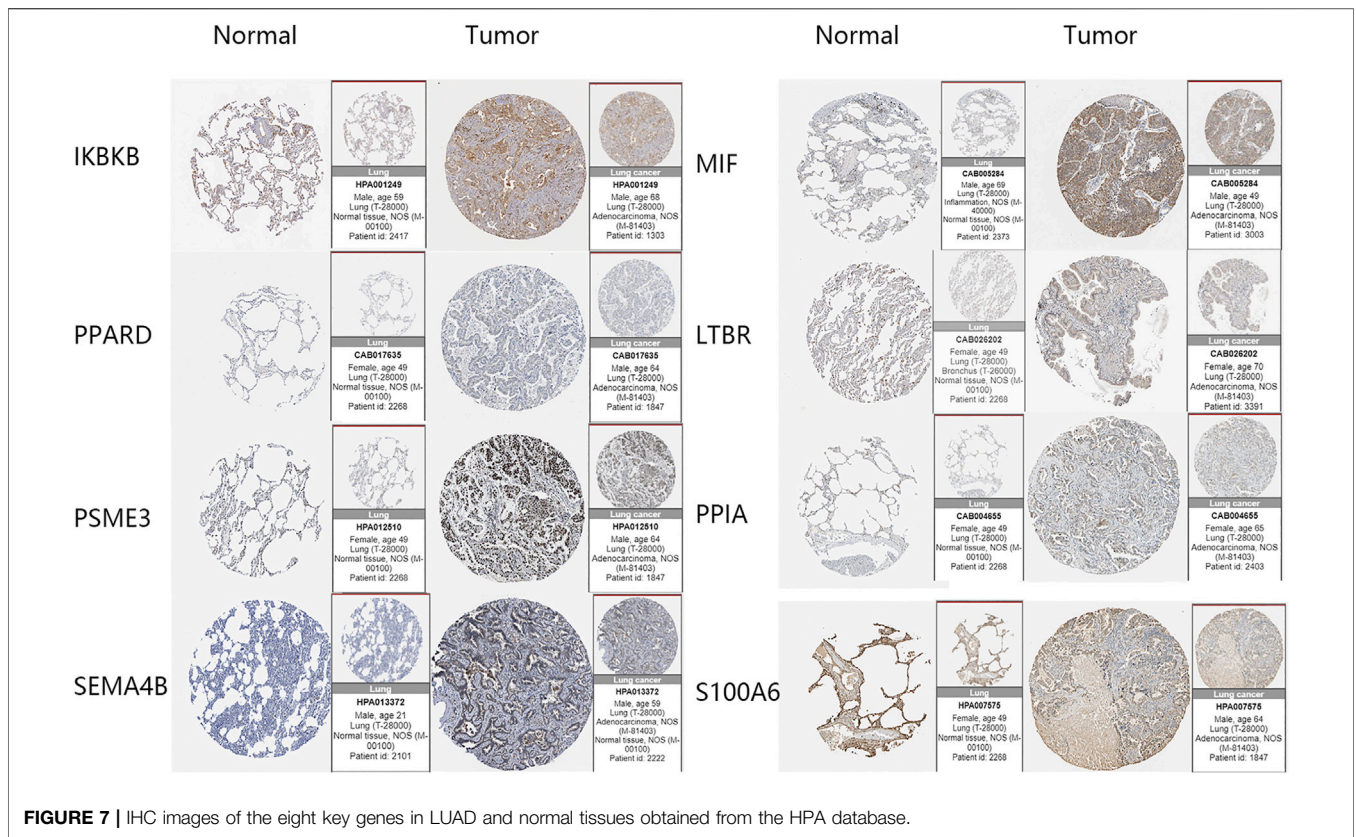 Normal
Tumor
Normal
Tumor
IKBKB
Lung
HPA001249
Male, age 59
Lung (T-28000)
Normal tissue, NOS (M-
00100)
Patient id: 2417
Lung cancer
HPA001249
Male, age 68
Lung (T-28000)
Adenocarcinoma, NOS
(M-81403)
Patient id: 1303
MIF
Lung
CAB005284
Male, age 69
Lung (T-28000)
Inflammation, NOS (M-
40000)
Normal tissue, NOS (M-
00100)
Patient id: 2373
Lung cancer
CAB005284
Male, age 49
Lung (T-28000)
Adenocarcinoma, NOS
(M-81403)
Patient id: 3003
PPARD
Lung
CAB017635
Female, age 49
Lung (T-28000)
Normal tissue, NOS (M-
00100)
Patient id: 2268
Lung cancer
CAB017635
Male, age 64
Lung (T-28000)
Adenocarcinoma, NOS
(M-81403)
Patient id: 1847
LTBR
Lung
CAB026202
Female, age 49
Lung (T-28000)
Bronchus (T-26000)
Normal tissue, NOS (M-
00100)
Patient id: 2268
Lung cancer
CAB026202
Female, age 70
Lung (T-28000)
Adenocarcinoma, NOS
(M-81403)
Patient id: 3391
PSME3
Lung
HPA012510
Female, age 49
Lung (T-28000)
Normal tissue, NOS (M-
00100)
Patient id: 2268
Lung cancer
HPA012510
Male, age 64
Lung (T-28000)
Adenocarcinoma, NOS
(M-81403)
Patient id: 1847
PPIA
Lung
CAB004655
Female, age 49
Lung (T-28000)
Normal tissue, NOS (M-
00100)
Patient id: 2268
Lung cancer
CAB004655
Female, age 65
Lung (T-28000)
Adenocarcinoma, NOS
(M-81403)
Patient id: 2403
SEMA4B
Lung
HPA013372
Male, age 21
Lung (T-28000)
Normal tissue, NOS (M-
00100)
Patient id: 2101
Lung cancer
HPA013372
Male, age 59
Lung (T-28000)
Adenocarcinoma, NOS
(M-81403)
Normal tissue, NOS (M-
00100)
Patient id: 2222
S100A6
Lung
HPA007575
Female, age 49
Lung (T-28000)
Normal tissue, NOS (M-
00100)
Patient id: 2268
Lung cancer
HPA007575
Male, age 64
Lung (T-28000)
Adenocarcinoma, NOS
(M-81403)
Patient id: 1847
FIGURE 7 | IHC images of the eight key genes in LUAD and normal tissues obtained from the HPA database.